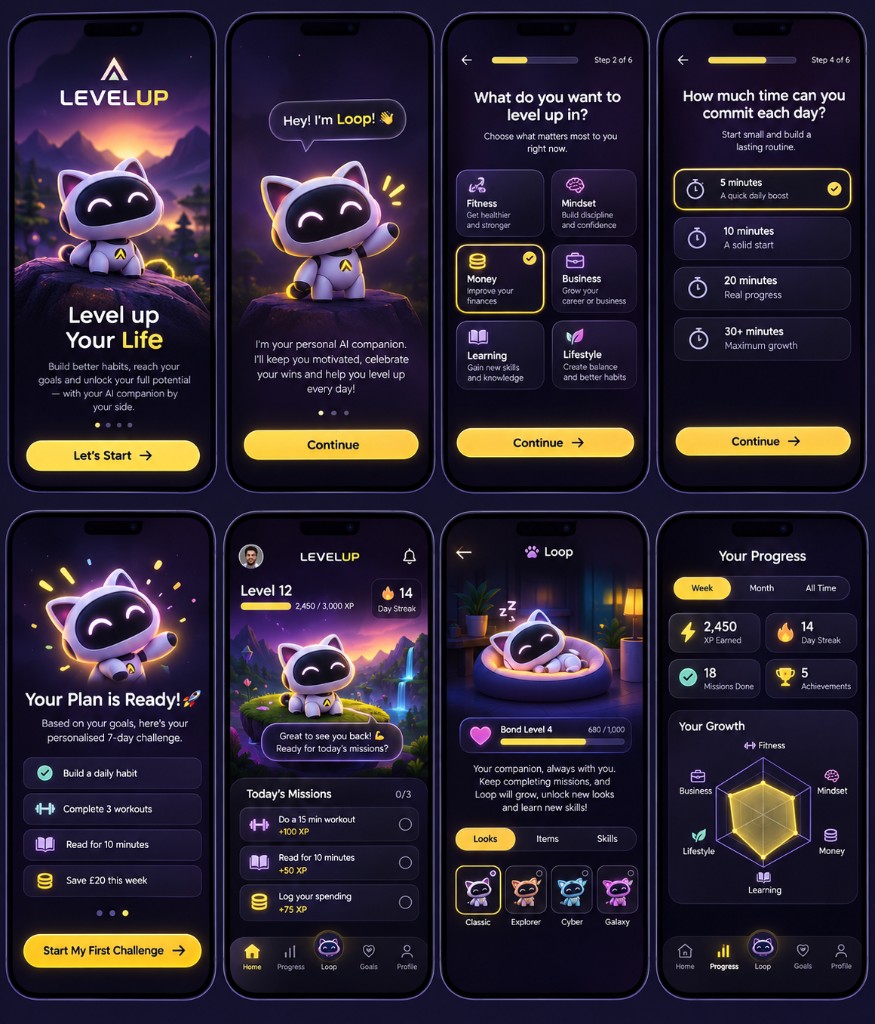 LEVELUP
Level up
Your Life
Build better habits, reach your
goals and unlock your full potential
— with your AI companion by
your side.
Let's Start →
Hey! I'm Loop! 👋
I'm your personal AI companion.
I'll keep you motivated, celebrate
your wins and help you level up
every day!
Continue
Step 2 of 6
What do you want to
level up in?
Choose what matters most to you
right now.
Fitness
Get healthier
and stronger
Mindset
Build discipline
and confidence
Money
Improve your
finances
Business
Grow your
career or business
Learning
Gain new skills
and knowledge
Lifestyle
Create balance
and better habits
Continue →
Step 4 of 6
How much time can you
commit each day?
Start small and build a
lasting routine.
5 minutes
A quick daily boost
10 minutes
A solid start
20 minutes
Real progress
30+ minutes
Maximum growth
Continue →
Your Plan is Ready!🚀
Based on your goals, here's your
personalised 7-day challenge.
Build a daily habit
Complete 3 workouts
Read for 10 minutes
Save £20 this week
Start My First Challenge →
LEVELUP
Level 12
2,450 / 3,000 XP
🔥 14
Day Streak
Great to see you back! 💪
Ready for today's missions?
Today's Missions 0/3
Do a 15 min workout
+100 XP
Read for 10 minutes
+50 XP
Log your spending
+75 XP
Home Progress Loop Goals Profile
Loop
z z z
Bond Level 4 680 / 1,000
Your companion, always with you.
Keep completing missions, and
Loop will grow, unlock new looks
and learn new skills!
Looks Items Skills
Classic Explorer Cyber Galaxy
Your Progress
Week Month All Time
2,450
XP Earned
14
Day Streak
18
Missions Done
5
Achievements
Your Growth
Fitness
Business
Mindset
Lifestyle
Money
Learning
Home Progress Loop Goals Profile